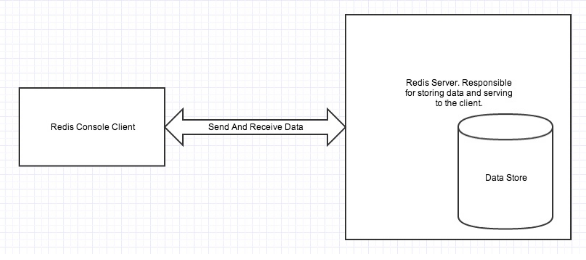 Redis Console Client
Send And Receive Data
Redis Server. Responsible
for storing data and serving
to the client.
Data Store